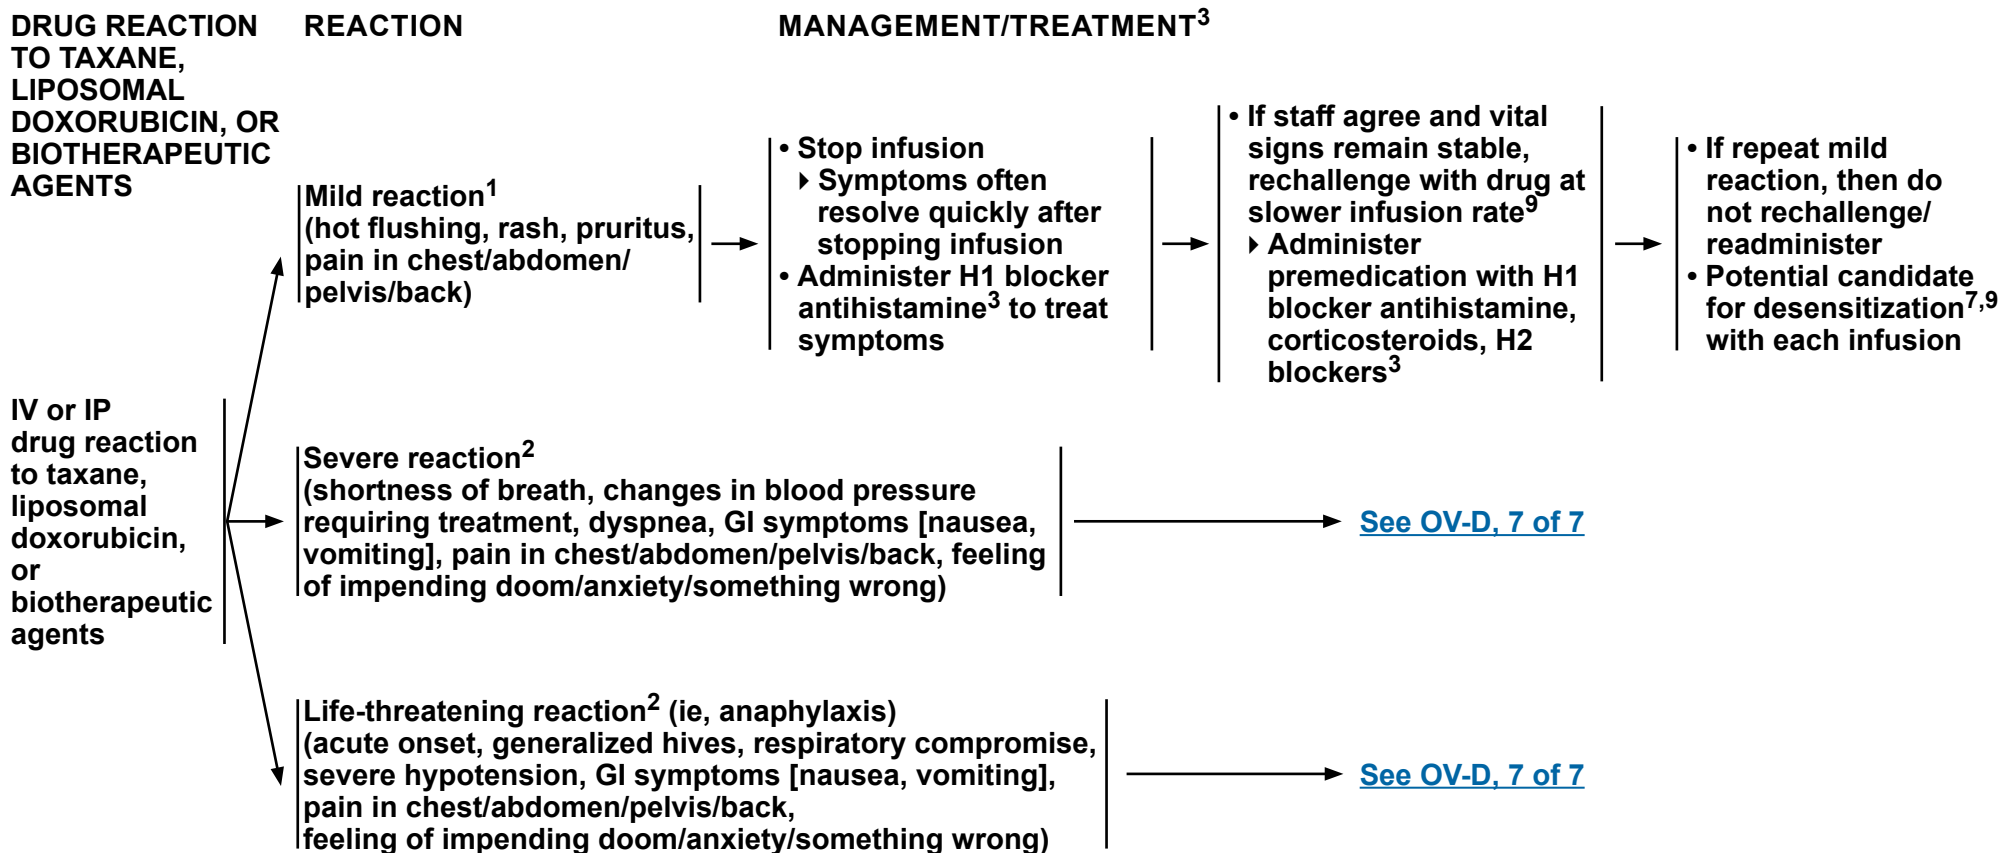 DRUG REACTION
TO TAXANE,
LIPOSOMAL
DOXORUBICIN, OR
BIOTHERAPEUTIC
AGENTS
REACTION
MANAGEMENT/TREATMENT3
IV or IP
drug reaction
to taxane,
liposomal
doxorubicin,
or
biotherapeutic
agents
Mild reaction1
(hot flushing, rash, pruritus,
pain in chest/abdomen/
pelvis/back)
• Stop infusion
▸ Symptoms often
resolve quickly after
stopping infusion
• Administer H1 blocker
antihistamine3 to treat
symptoms
• If staff agree and vital
signs remain stable,
rechallenge with drug at
slower infusion rate9
▸ Administer
premedication with H1
blocker antihistamine,
corticosteroids, H2
blockers3
• If repeat mild
reaction, then do
not rechallenge/
readminister
• Potential candidate
for desensitization7,9
with each infusion
Severe reaction2
(shortness of breath, changes in blood pressure
requiring treatment, dyspnea, GI symptoms [nausea,
vomiting], pain in chest/abdomen/pelvis/back, feeling
of impending doom/anxiety/something wrong)
See OV-D, 7 of 7
Life-threatening reaction2 (ie, anaphylaxis)
(acute onset, generalized hives, respiratory compromise,
severe hypotension, GI symptoms [nausea, vomiting],
pain in chest/abdomen/pelvis/back,
feeling of impending doom/anxiety/something wrong)
See OV-D, 7 of 7